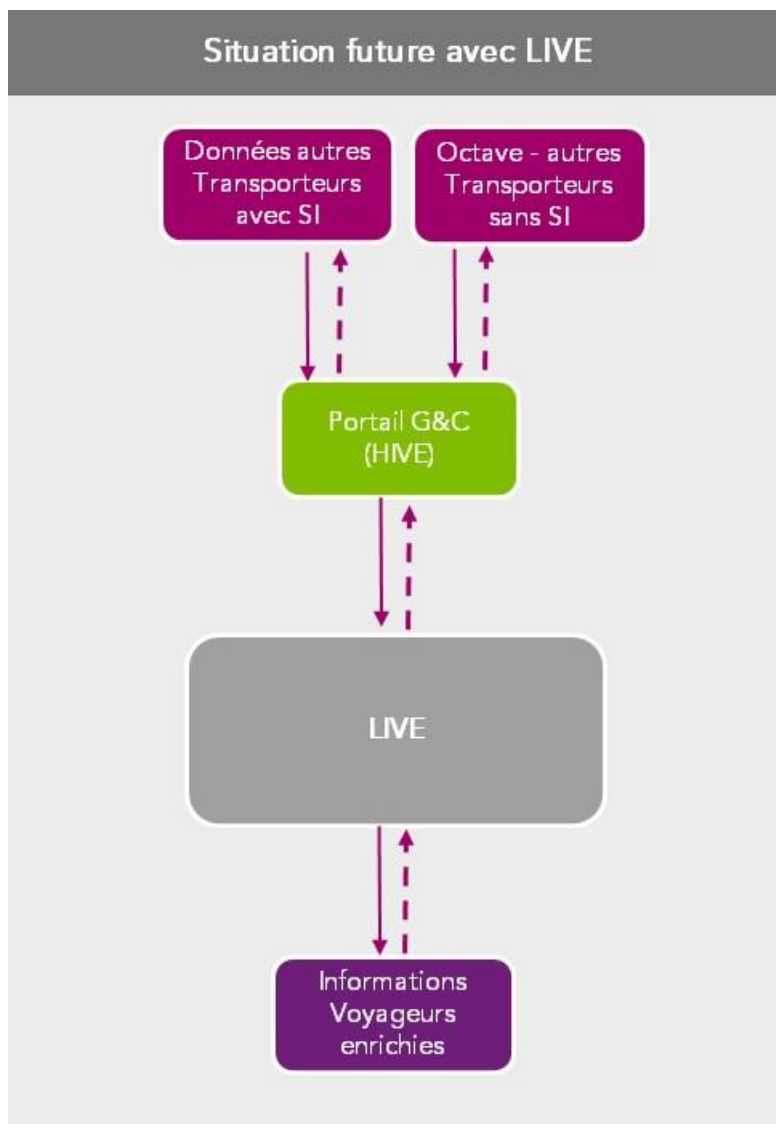 Situation future avec LIVE
Données autres
Transporteurs
avec SI
Octave - autres
Transporteurs
sans SI
Portail G&C
(HIVE)
LIVE
Informations
Voyageurs
enrichies